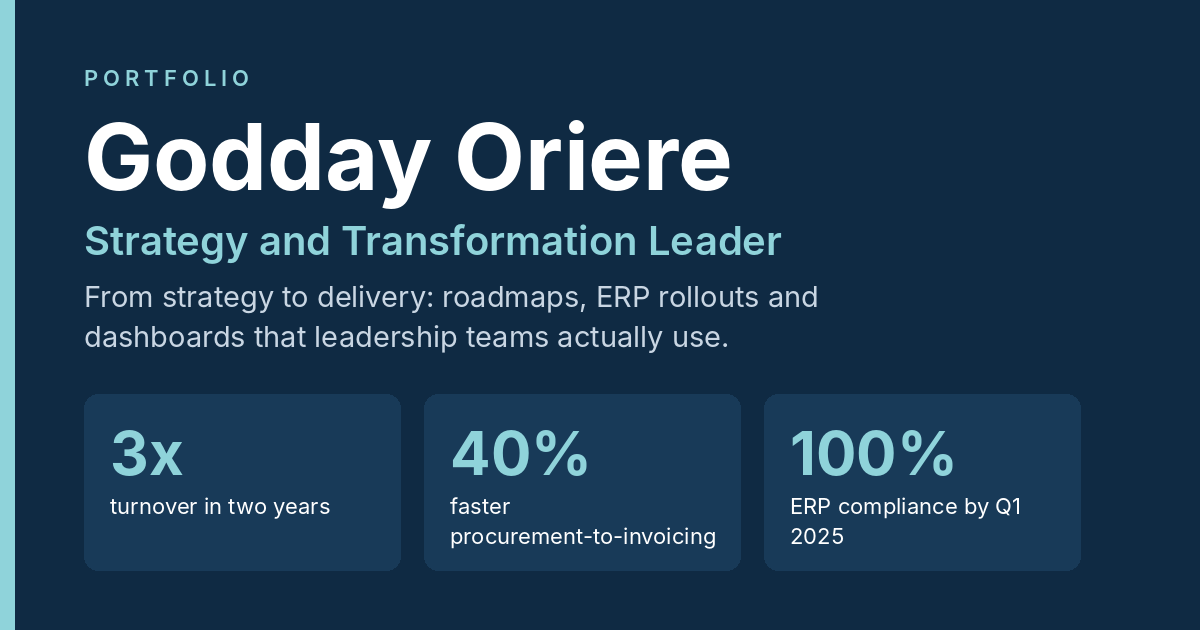 PORTFOLIO
Godday Oriere
Strategy and Transformation Leader
From strategy to delivery: roadmaps, ERP rollouts and
dashboards that leadership teams actually use.
3x
turnover in two years
40%
faster
procurement-to-invoicing
100%
ERP compliance by Q1
2025